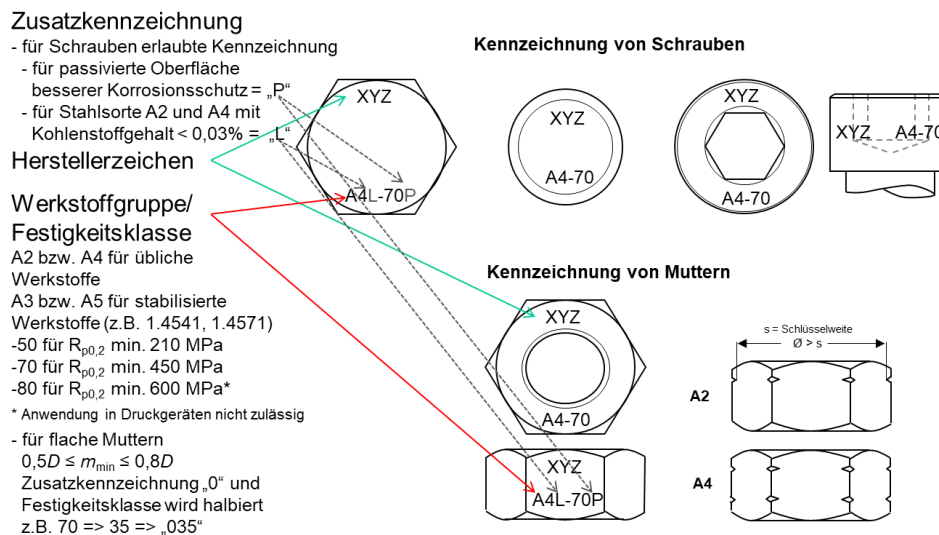 Zusatzkennzeichnung
- für Schrauben erlaubte Kennzeichnung
- für passivierte Oberfläche
besserer Korrosionsschutz = „P“
- für Stahlsorte A2 und A4 mit
Kohlenstoffgehalt < 0,03% = „L“
Herstellerzeichen
Werkstoffgruppe/
Festigkeitsklasse
A2 bzw. A4 für übliche
Werkstoffe
A3 bzw. A5 für stabilisierte
Werkstoffe (z.B. 1.4541, 1.4571)
-50 für Rp0,2 min. 210 MPa
-70 für Rp0,2 min. 450 MPa
-80 für Rp0,2 min. 600 MPa*
* Anwendung in Druckgeräten nicht zulässig
- für flache Muttern
0,5D ≤ mmin ≤ 0,8D
Zusatzkennzeichnung „0“ und
Festigkeitsklasse wird halbiert
z.B. 70 => 35 => „035“
Kennzeichnung von Schrauben
XYZ
A4L-70P
XYZ
A4-70
XYZ
A4-70
XYZ A4-70
Kennzeichnung von Muttern
XYZ
A4-70
XYZ
A4L-70P
s = Schlüsselweite
Ø > s
A2
A4